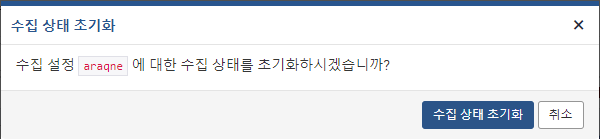 수집 상태 초기화
수집 설정 araqne 에 대한 수집 상태를 초기화하시겠습니까?
수집 상태 초기화 취소